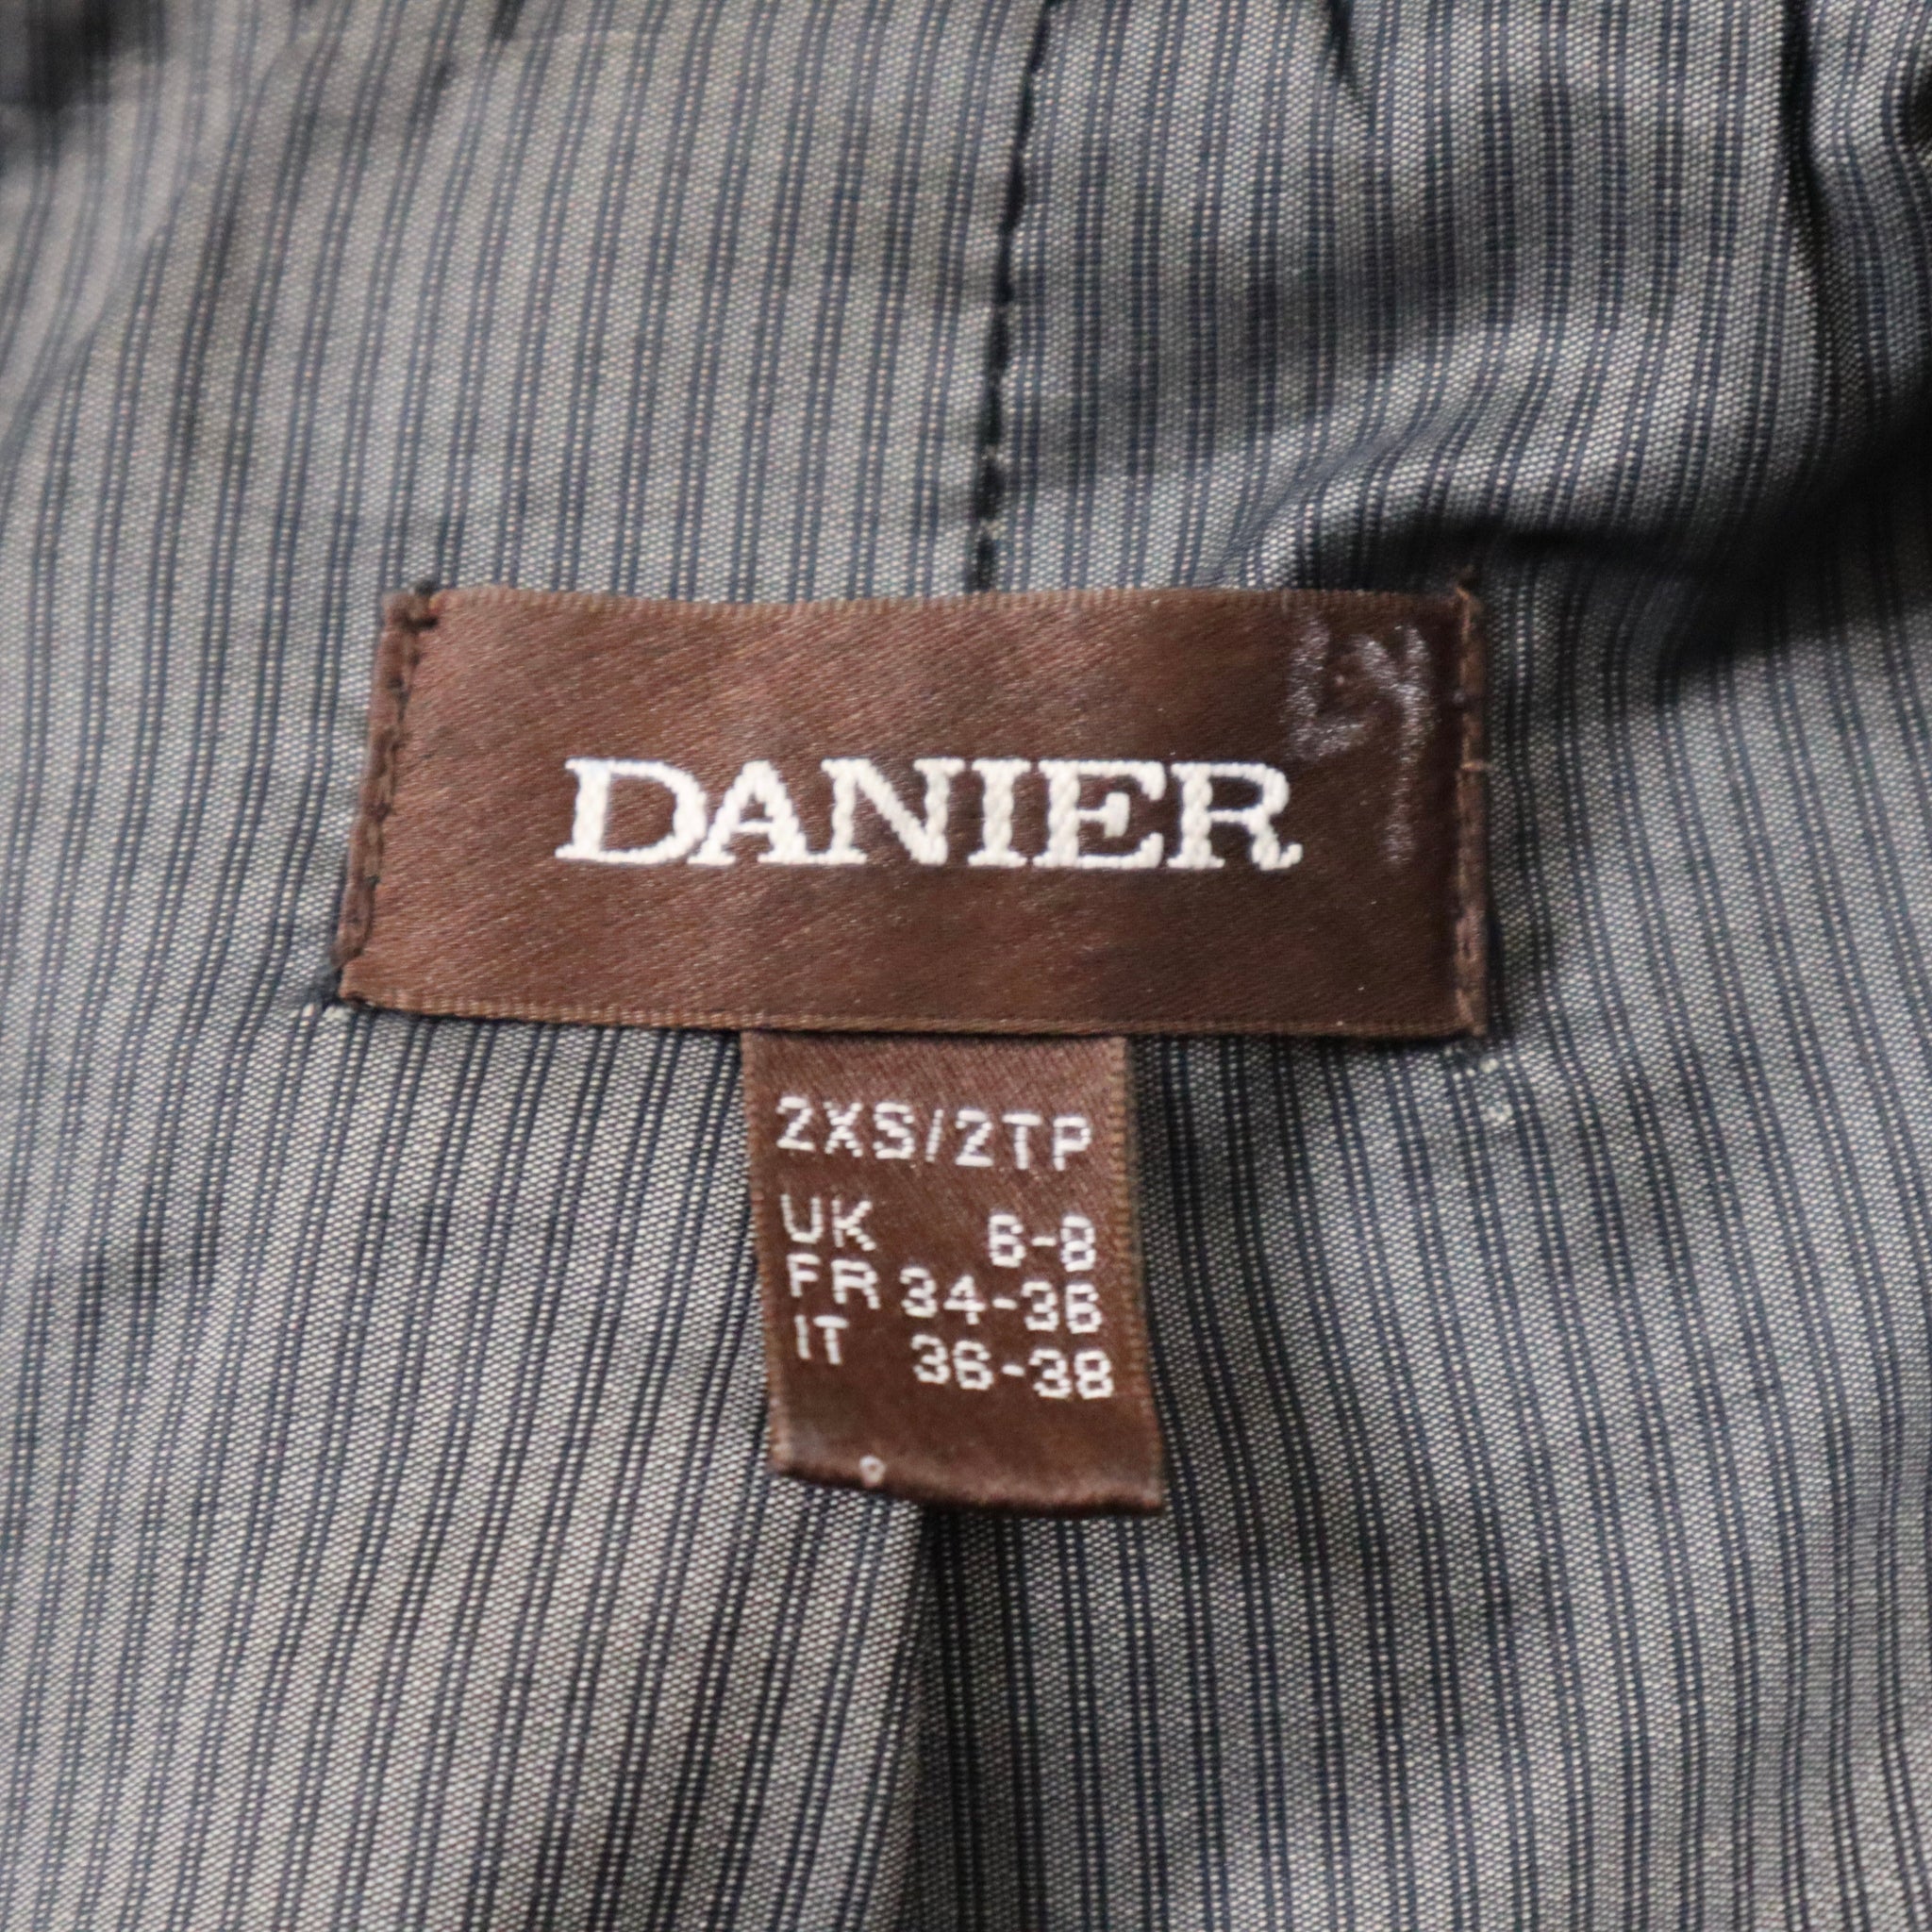 DANIER
2XS/2TP
UK 6-8
FR 34-36
IT 36-38